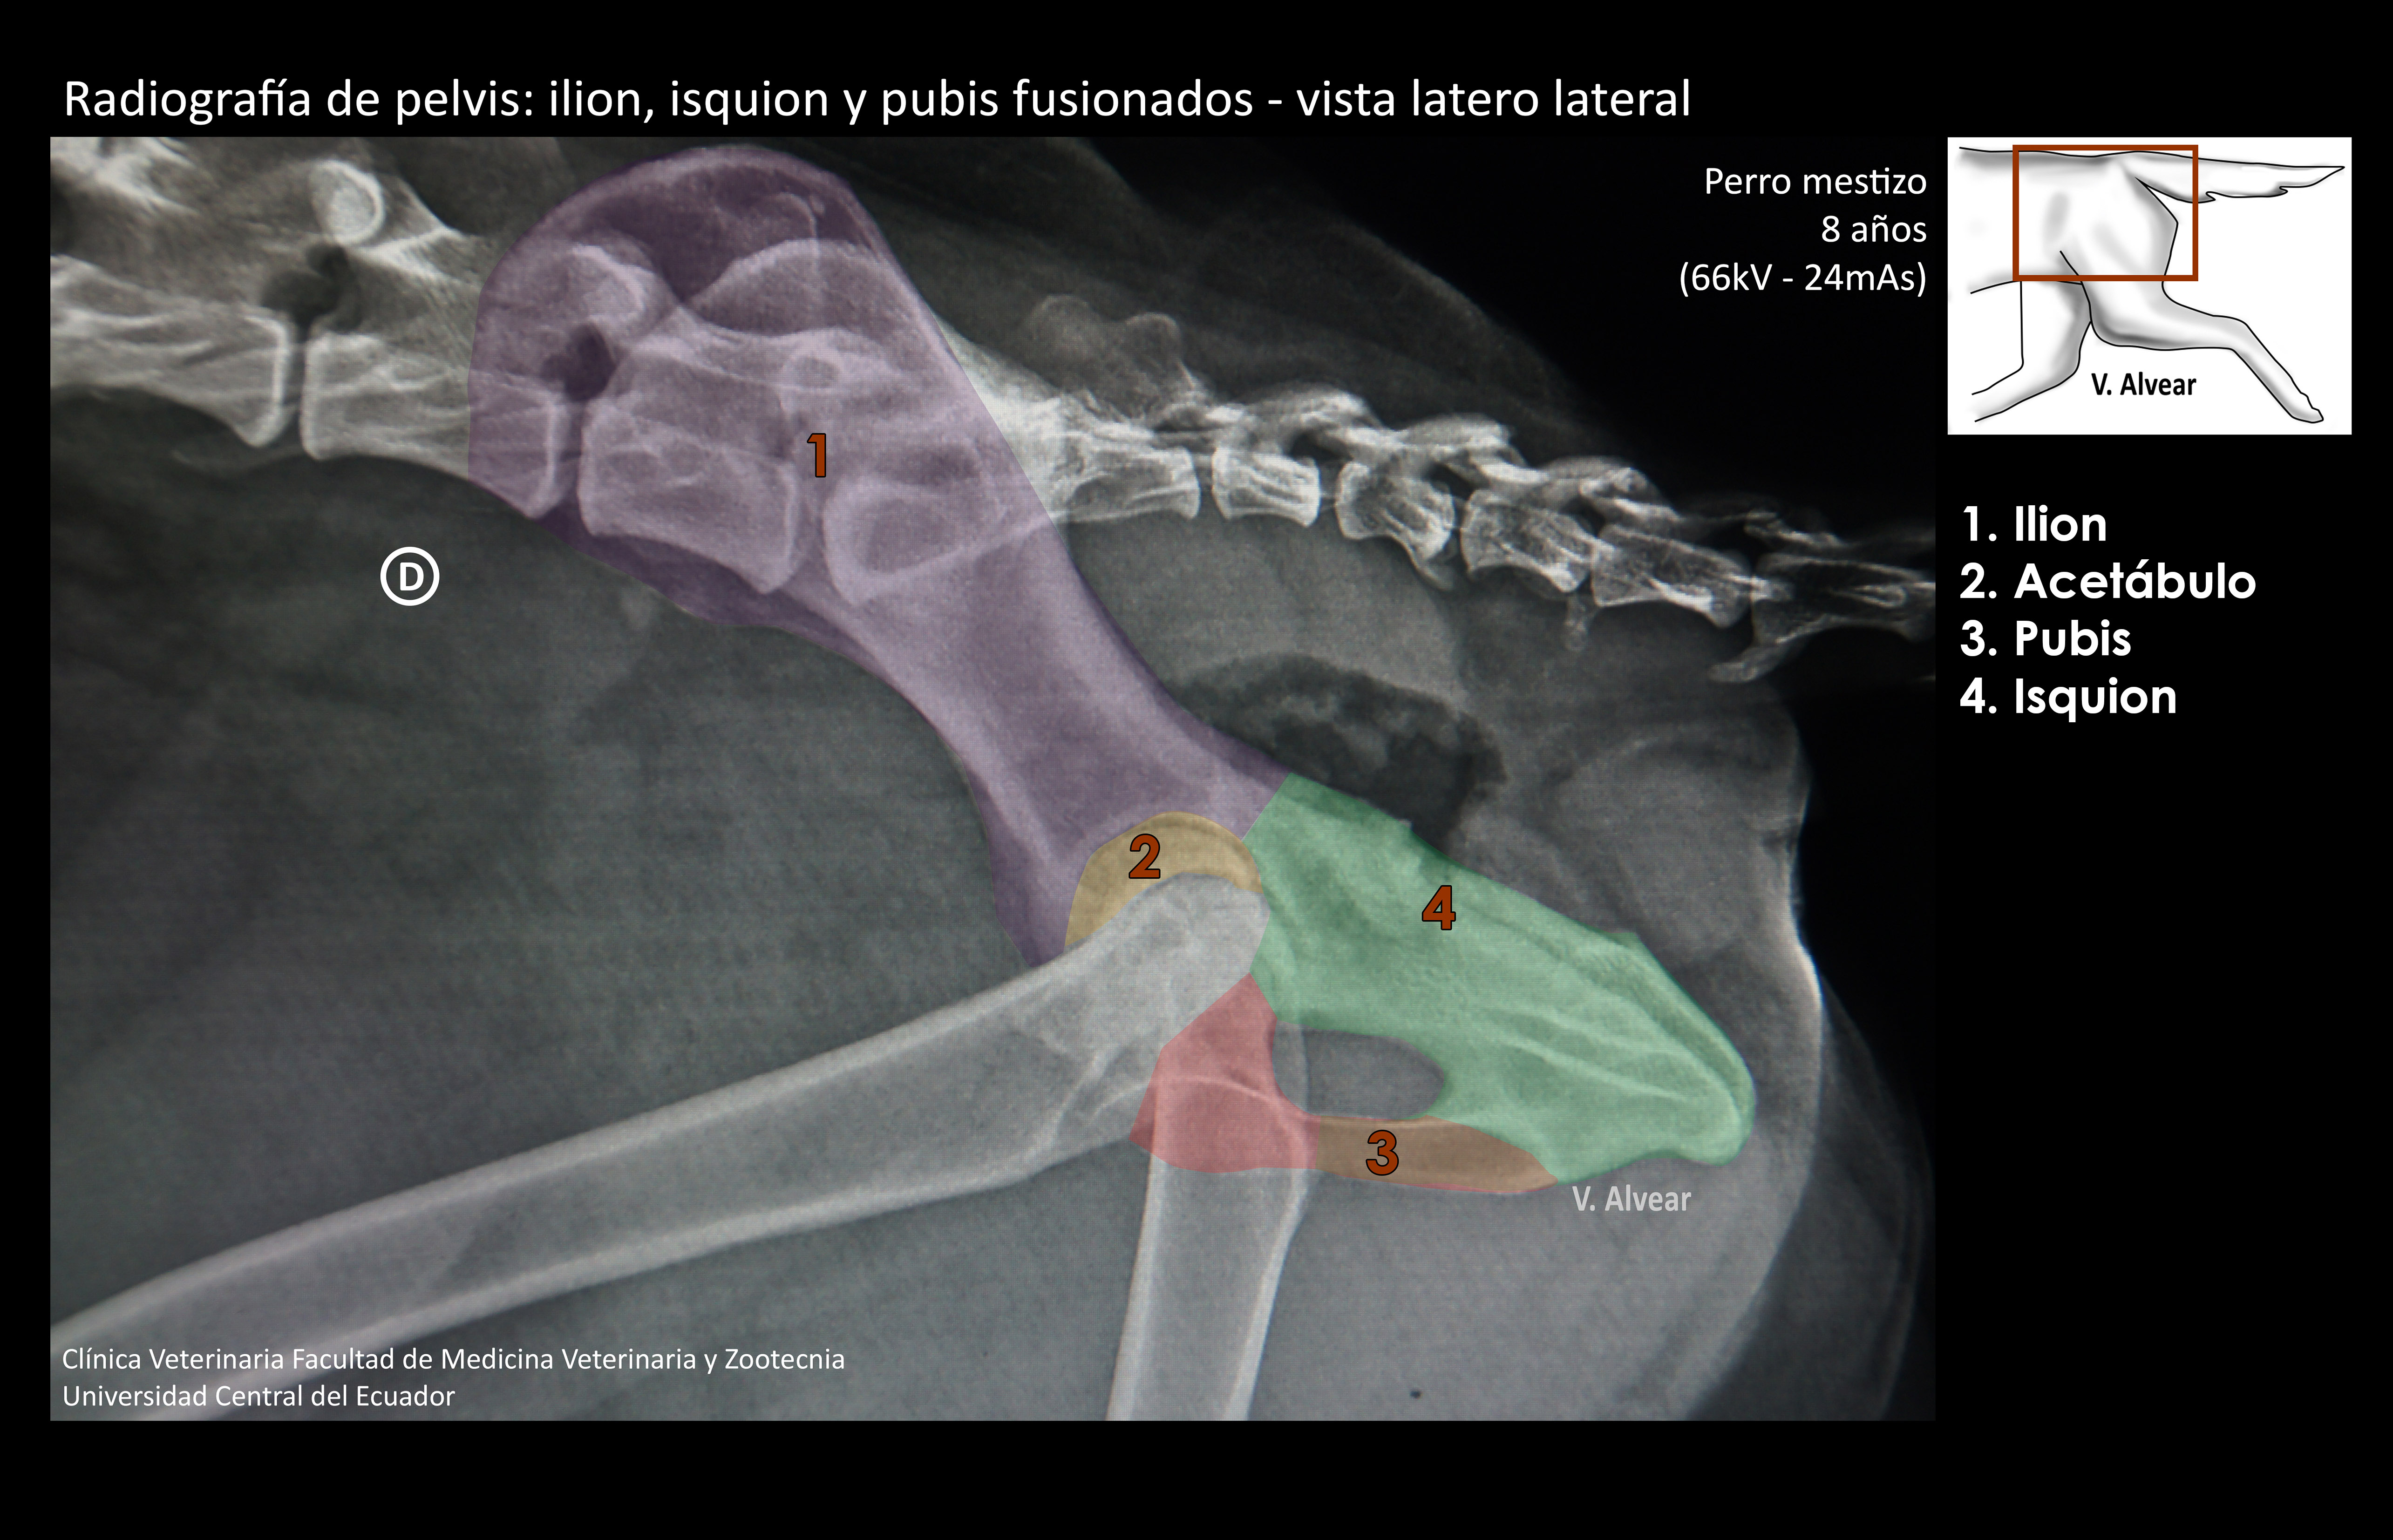 Radiografía de pelvis: ilion, isquion y pubis fusionados - vista latero lateral
Perro mestizo
8 años
(66kV - 24mAs)
V. Alvear
1. Ilion
2. Acetábulo
3. Pubis
4. Isquion
1
D
2
4
3
V. Alvear
Clínica Veterinaria Facultad de Medicina Veterinaria y Zootecnia
Universidad Central del Ecuador